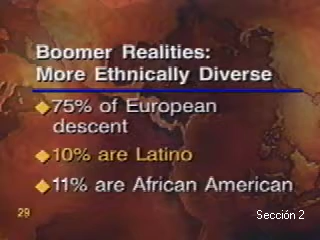 Boomer Realities:
More Ethnically Diverse
75% of European
descent
10% are Latino
11% are African American
29
Sección 2